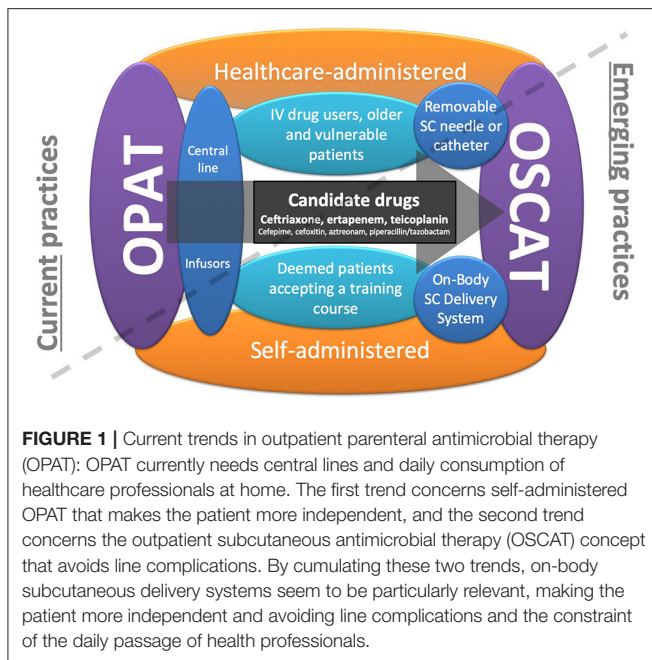 Healthcare-administered
Current practices
OPAT
Central
line
Infusors
IV drug users, older
and vulnerable
patients
Removable
SC needle or
catheter
Candidate drugs
Ceftriaxone, ertapenem, teicoplanin
Cefepime, cefoxitin, aztreonam, piperacillin/tazobactam
Deemed patients
accepting a training
course
On-Body
SC Delivery
System
OSCAT
Emerging practices
Self-administered
FIGURE 1 | Current trends in outpatient parenteral antimicrobial therapy
(OPAT): OPAT currently needs central lines and daily consumption of
healthcare professionals at home. The first trend concerns self-administered
OPAT that makes the patient more independent, and the second trend
concerns the outpatient subcutaneous antimicrobial therapy (OSCAT) concept
that avoids line complications. By cumulating these two trends, on-body
subcutaneous delivery systems seem to be particularly relevant, making the
patient more independent and avoiding line complications and the constraint
of the daily passage of health professionals.